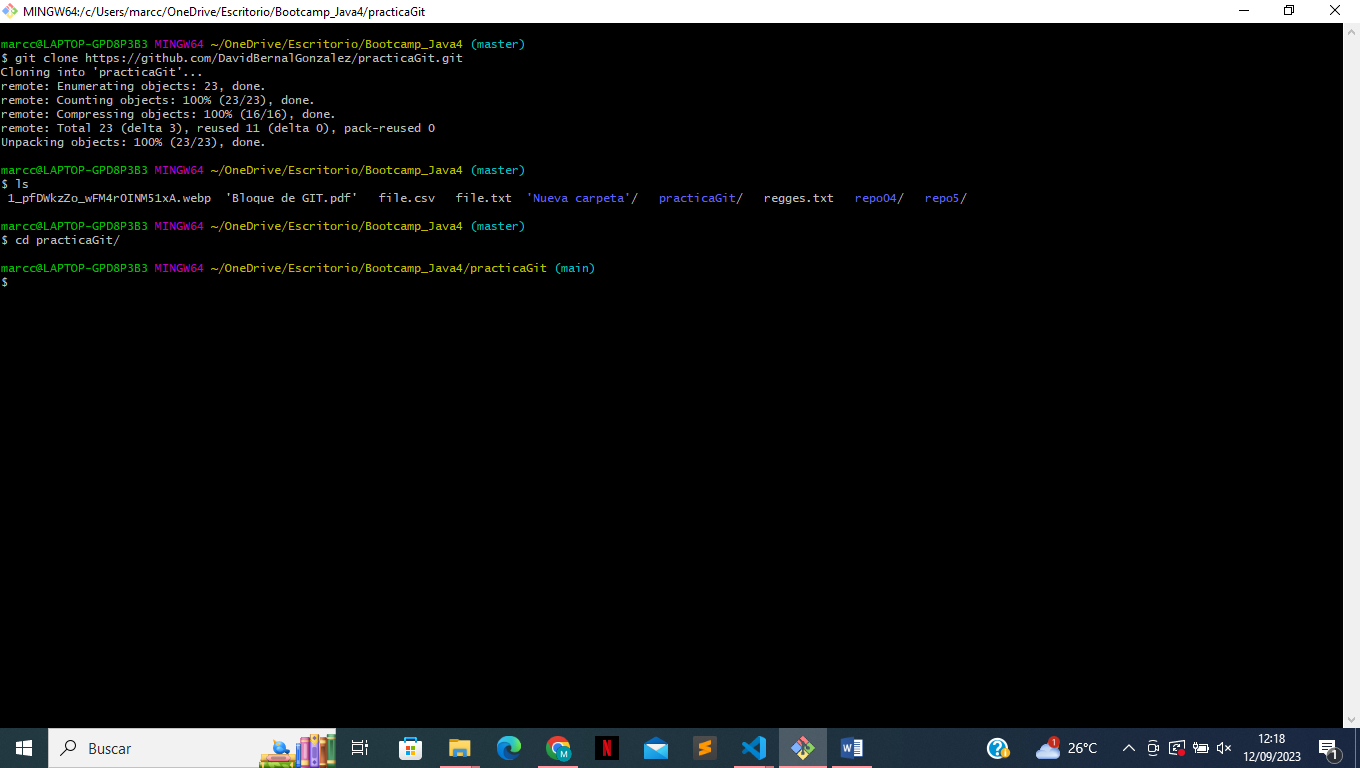 MINGW64:/c/Users/marcc/OneDrive/Escritorio/Bootcamp_Java4/practicaGit
marcc@LAPTOP-GPD8P3B3 MINGW64 ~/OneDrive/Escritorio/Bootcamp_Java4 (master)
$ git clone https://github.com/DavidBernalGonzalez/practicaGit.git
Cloning into 'practicaGit'...
remote: Enumerating objects: 23, done.
remote: Counting objects: 100% (23/23), done.
remote: Compressing objects: 100% (16/16), done.
remote: Total 23 (delta 3), reused 11 (delta 0), pack-reused 0
Unpacking objects: 100% (23/23), done.
marcc@LAPTOP-GPD8P3B3 MINGW64 ~/OneDrive/Escritorio/Bootcamp_Java4 (master)
$ ls
1_pfDWkzZo_wFM4rOINM51xA.webp 'Bloque de GIT.pdf' file.csv file.txt 'Nueva carpeta'/ practicaGit/ regges.txt repo04/ repo5/
marcc@LAPTOP-GPD8P3B3 MINGW64 ~/OneDrive/Escritorio/Bootcamp_Java4 (master)
$ cd practicaGit/
marcc@LAPTOP-GPD8P3B3 MINGW64 ~/OneDrive/Escritorio/Bootcamp_Java4/practicaGit (main)
$
Buscar
M
N
W
1
26°C
12:18
12/09/2023
1